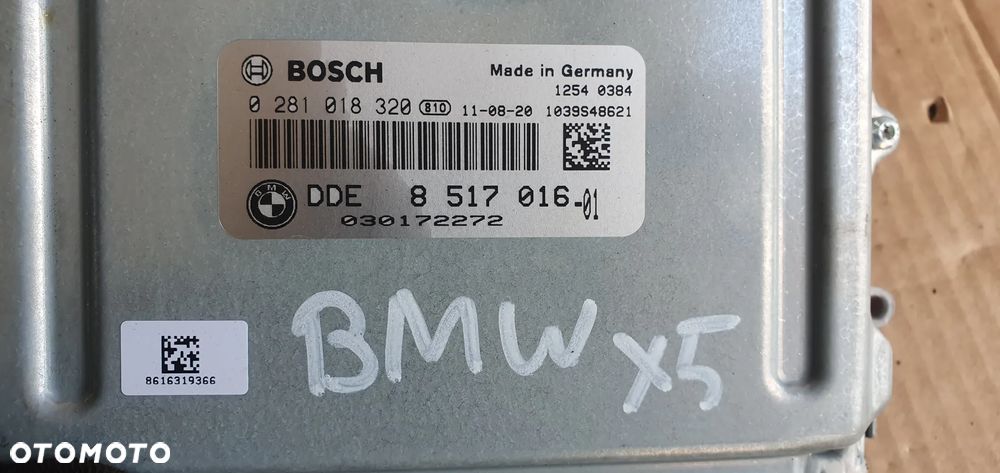 BOSCH
Made in Germany
1254 0384
0 281 018 320 810 11-08-20 1039S48621
BMW
DDE 8 517 016-01
030172272
BMW x5
8616319366
OTOMOTO